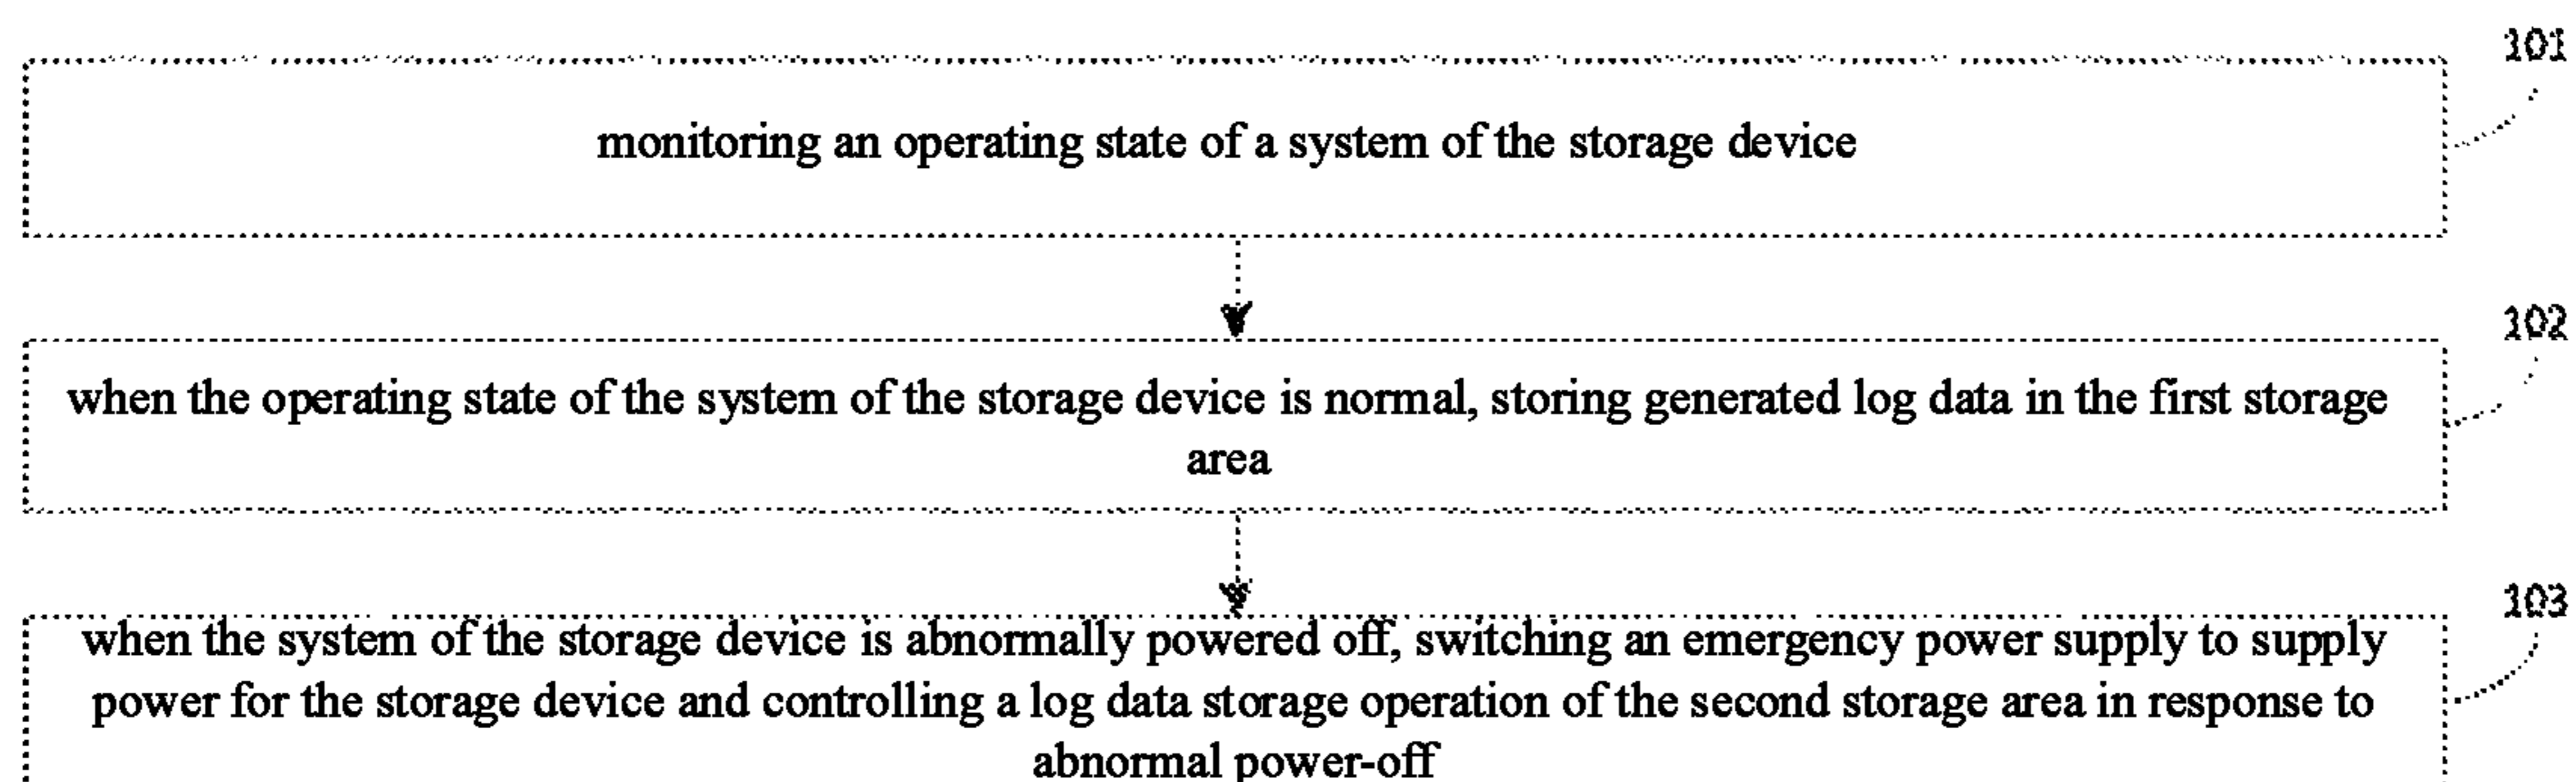 101
monitoring an operating state of a system of the storage device
102
when the operating state of the system of the storage device is normal, storing generated log data in the first storage
area
103
when the system of the storage device is abnormally powered off, switching an emergency power supply to supply
power for the storage device and controlling a log data storage operation of the second storage area in response to
abnormal power-off